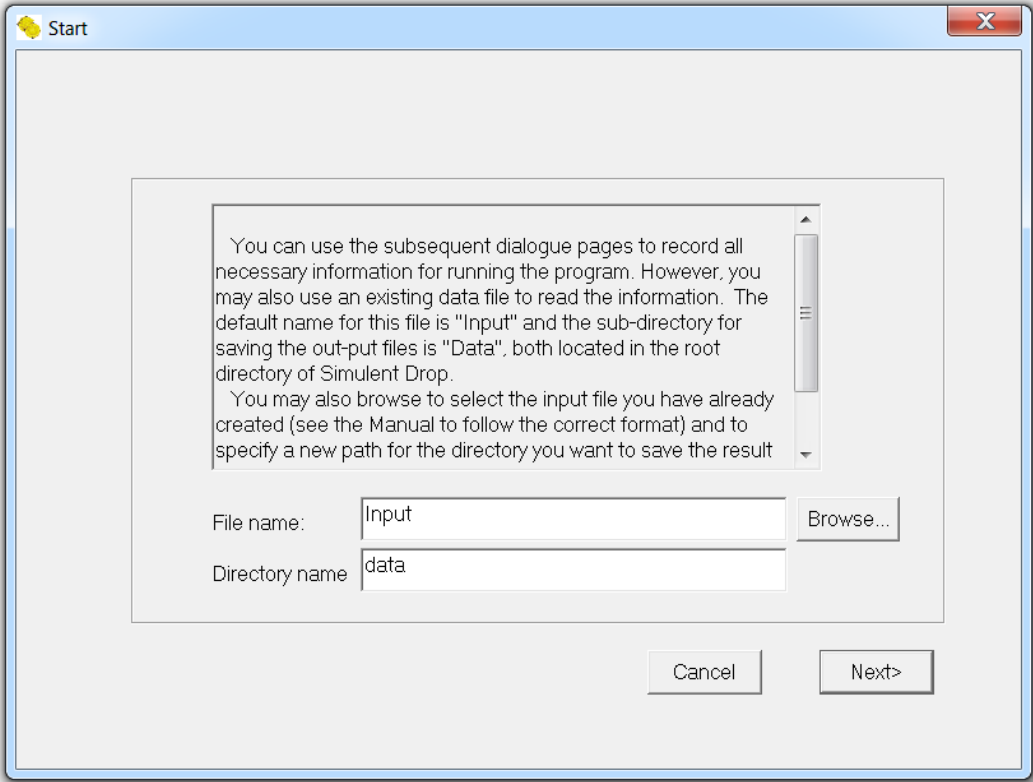 Start
You can use the subsequent dialogue pages to record all
necessary information for running the program. However, you
may also use an existing data file to read the information.  The
default name for this file is "Input" and the sub-directory for
saving the out-put files is "Data", both located in the root
directory of Simulent Drop.
You may also browse to select the input file you have already
created (see the Manual to follow the correct format) and to
specify a new path for the directory you want to save the result
File name:
Input
Browse...
Directory name
data
Cancel
Next>